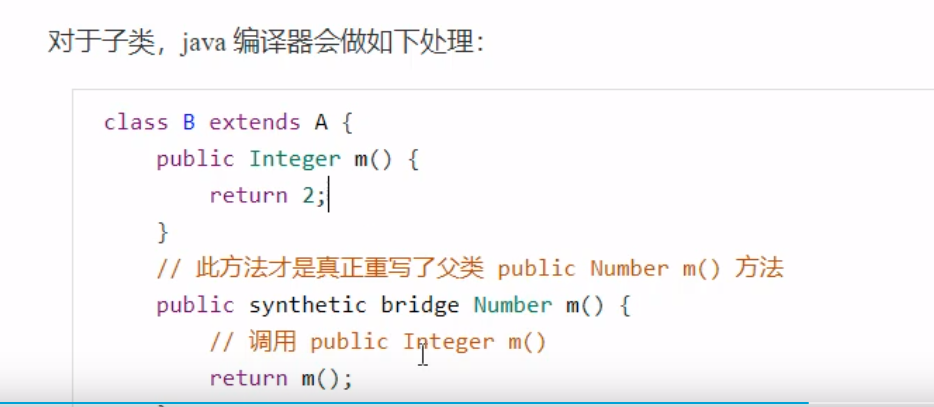 对于子类，java 编译器会做如下处理：
class B extends A {
public Integer m() {
return 2;
}
// 此方法才是真正重写了父类 public Number m() 方法
public synthetic bridge Number m() {
// 调用 public Integer m()
return m();